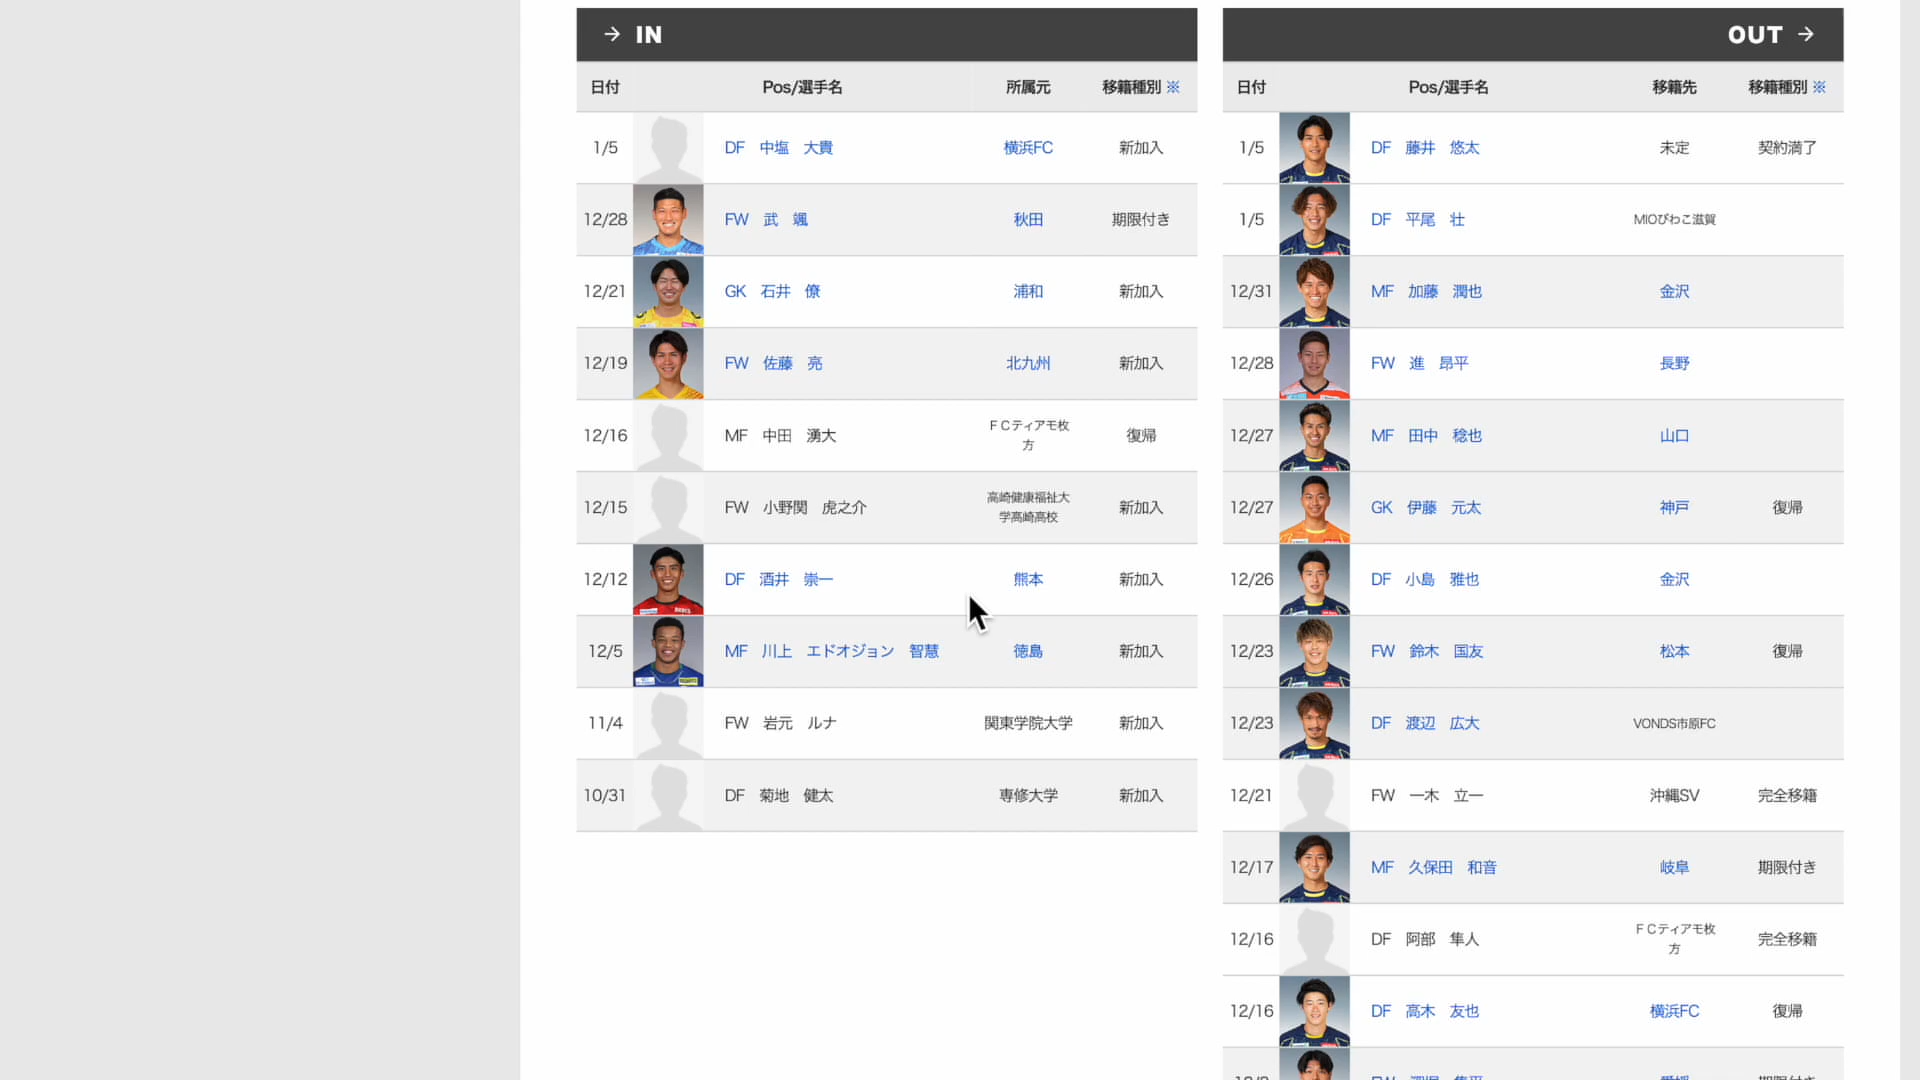 → IN
日付 Pos/選手名 所属元 移籍種別 ※
1/5 DF 中塩 大貴 横浜FC 新加入
12/28 FW 武 颯 秋田 期限付き
12/21 GK 石井 僚 浦和 新加入
12/19 FW 佐藤 亮 北九州 新加入
12/16 MF 中田 湧大 ＦＣティアモ枚
方 復帰
12/15 FW 小野関 虎之介 高崎健康福祉大
学高崎高校 新加入
12/12 DF 酒井 崇一 熊本 新加入
12/5 MF 川上 エドオジョン 智慧 徳島 新加入
11/4 FW 岩元 ルナ 関東学院大学 新加入
10/31 DF 菊地 健太 専修大学 新加入
OUT →
日付 Pos/選手名 移籍先 移籍種別 ※
1/5 DF 藤井 悠太 未定 契約満了
1/5 DF 平尾 壮 MIOびわこ滋賀
12/31 MF 加藤 潤也 金沢
12/28 FW 進 昂平 長野
12/27 MF 田中 稔也 山口
12/27 GK 伊藤 元太 神戸 復帰
12/26 DF 小島 雅也 金沢
12/23 FW 鈴木 国友 松本 復帰
12/23 DF 渡辺 広大 VONDS市原FC
12/21 FW 一木 立一 沖縄SV 完全移籍
12/17 MF 久保田 和音 岐阜 期限付き
12/16 DF 阿部 隼人 ＦＣティアモ枚
方 完全移籍
12/16 DF 高木 友也 横浜FC 復帰